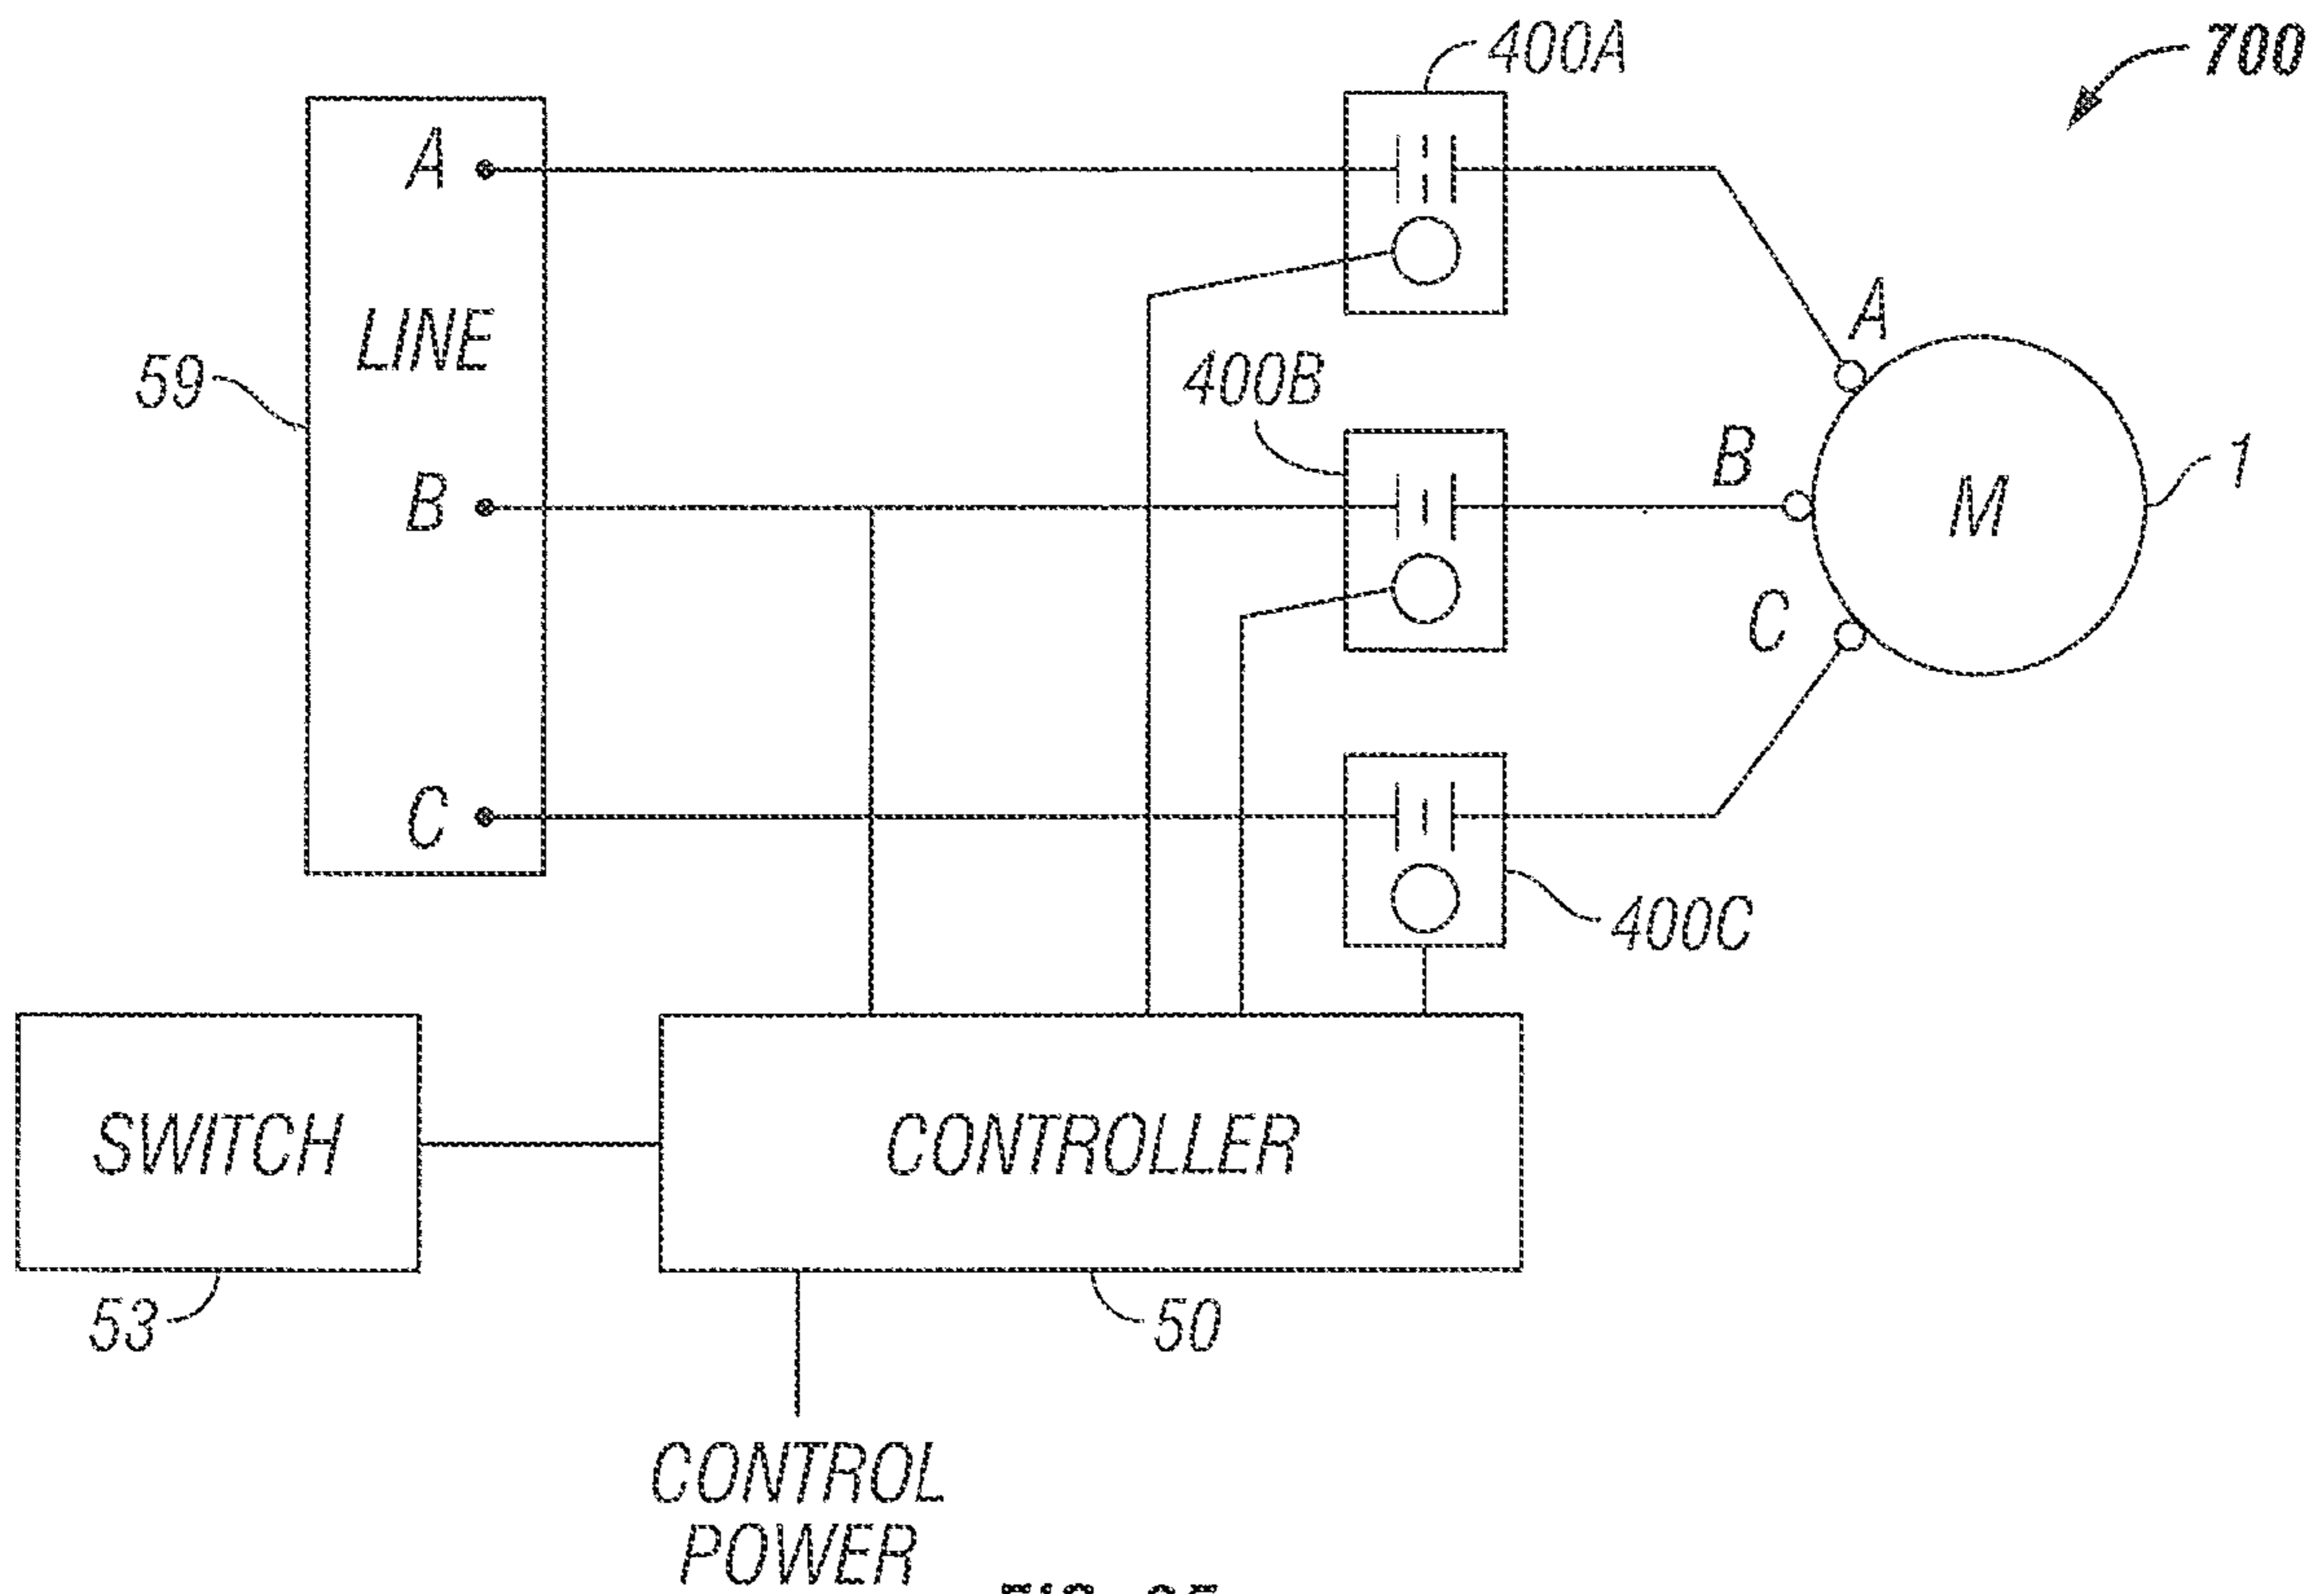 400A
700
A
LINE
A
59
400B
B
B
M
1
C
C
400C
SWITCH
CONTROLLER
53
50
CONTROL
POWER